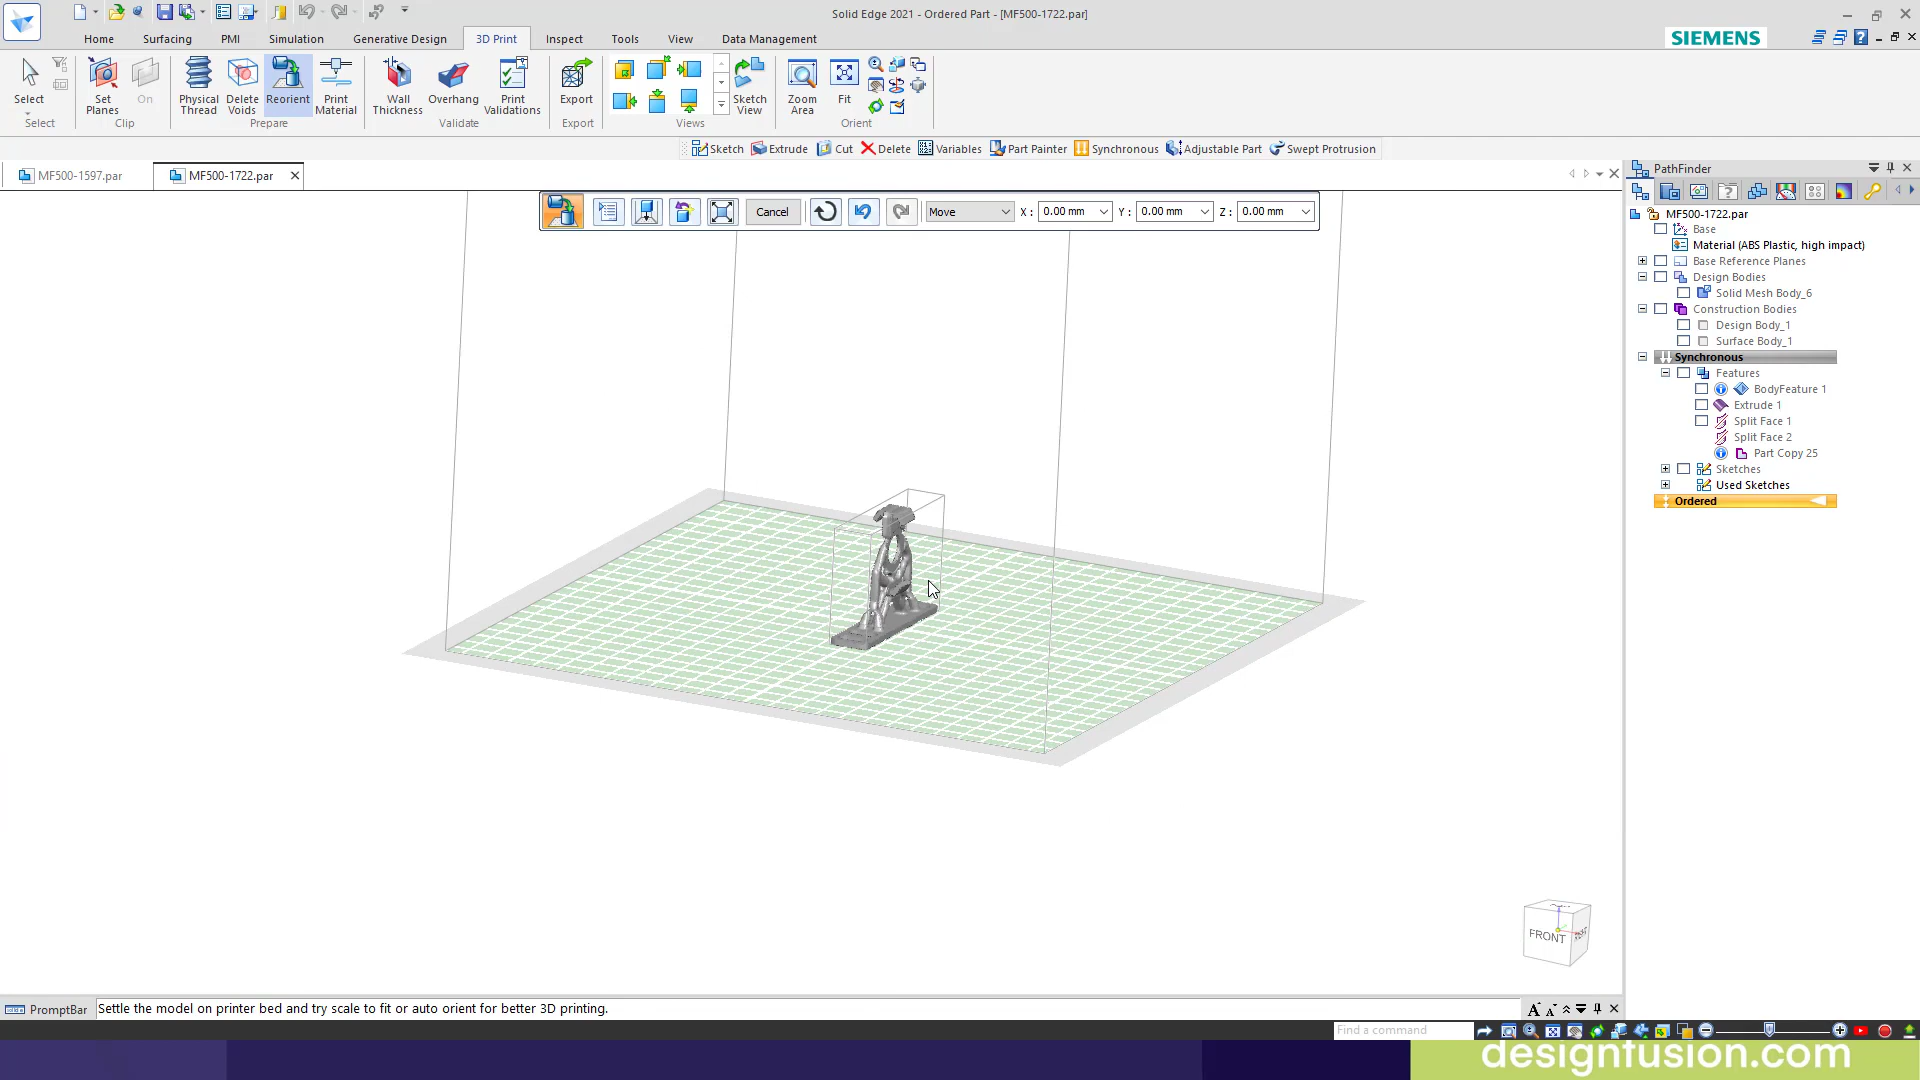 Solid Edge 2021 - Ordered Part - [MF500-1722.par]
Home Surfacing PMI Simulation Generative Design 3D Print Inspect Tools View Data Management
SIEMENS
Select
Set Planes
On
Physical Thread
Delete Voids
Reorient
Print Material
Wall Thickness
Overhang
Print Validations
Export
Sketch View
Zoom Area
Fit
Select Clip Prepare Validate Export Views Orient
Sketch Extrude Cut Delete Variables Part Painter Synchronous Adjustable Part Swept Protrusion
MF500-1597.par
MF500-1722.par
Cancel Move X: 0.00 mm Y: 0.00 mm Z: 0.00 mm
PathFinder
MF500-1722.par
Base
Material (ABS Plastic, high impact)
Base Reference Planes
Design Bodies
Solid Mesh Body_6
Construction Bodies
Design Body_1
Surface Body_1
Synchronous
Features
BodyFeature 1
Extrude 1
Split Face 1
Split Face 2
Part Copy 25
Sketches
Used Sketches
Ordered
FRONT
PromptBar
Settle the model on printer bed and try scale to fit or auto orient for better 3D printing.
Find a command
designfusion.com